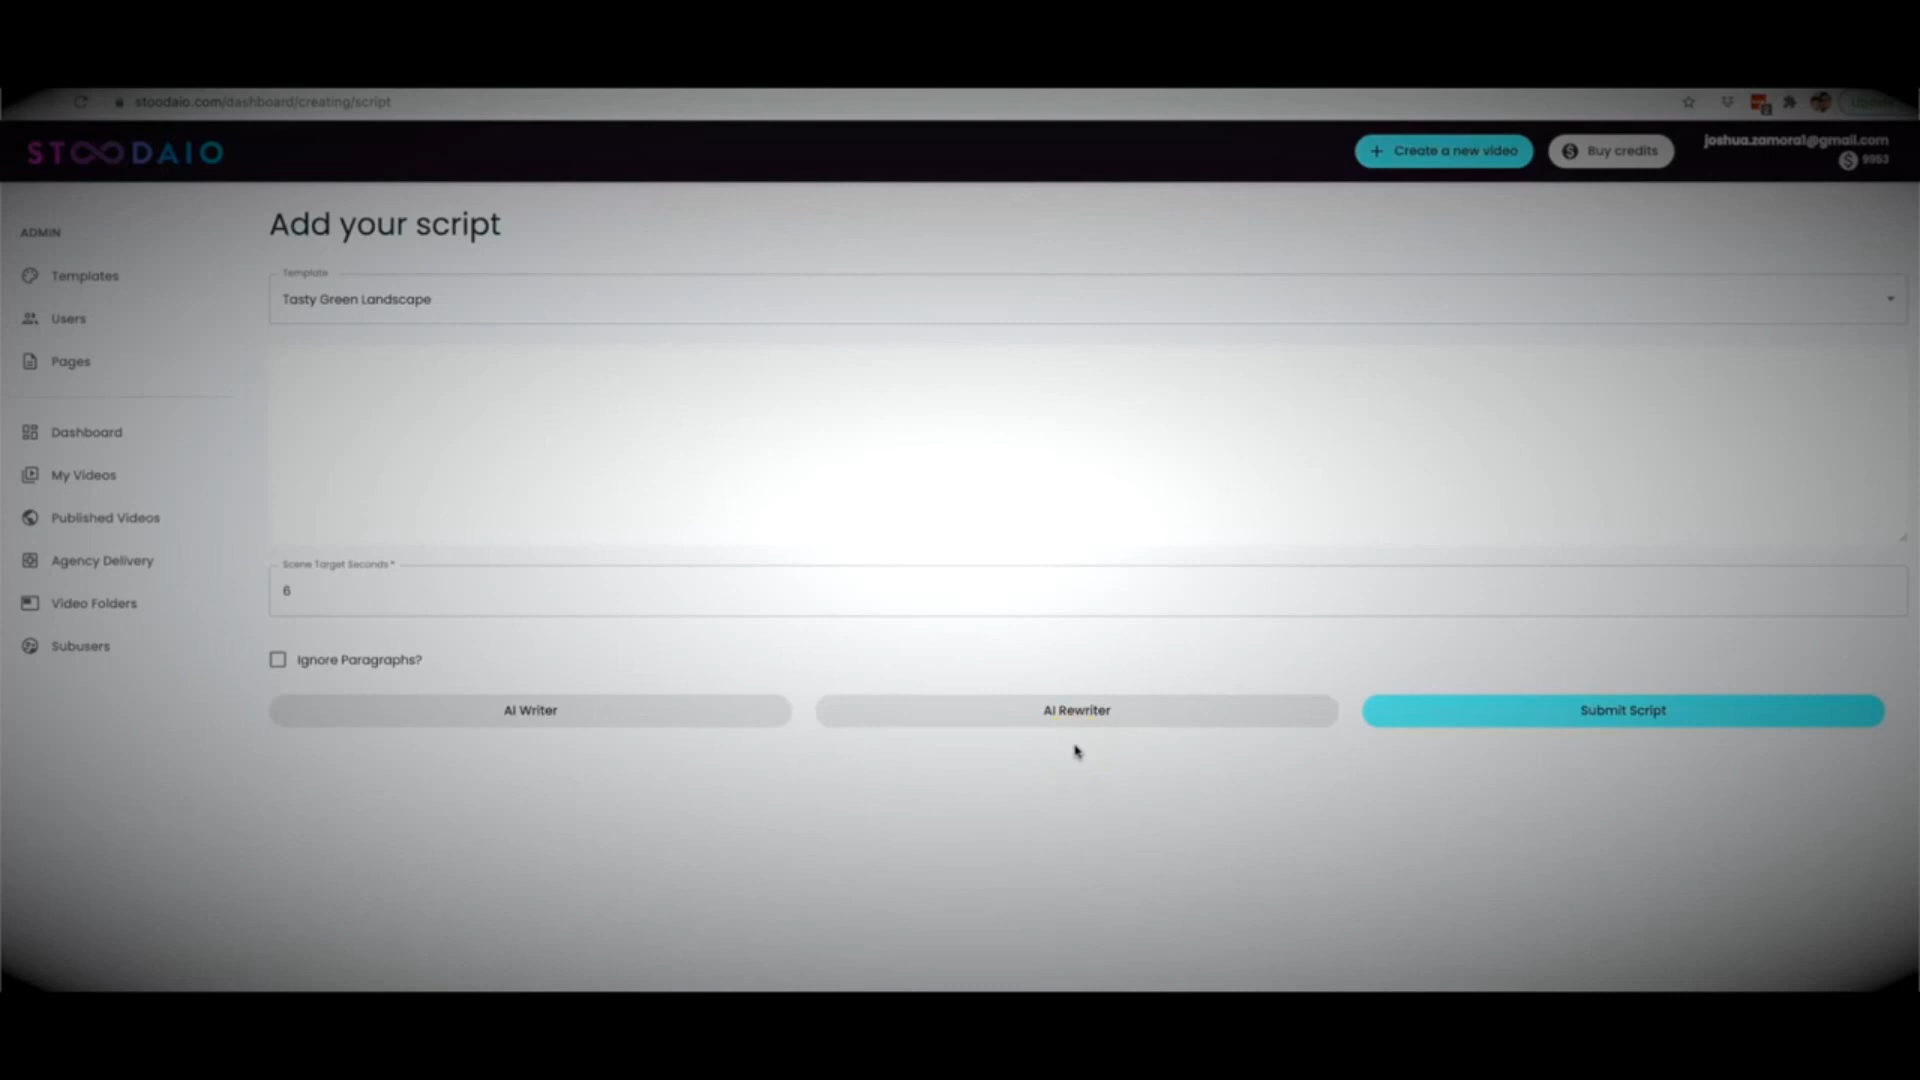 stoodaio.com/dashboard/creating/script
STOODAIO
+ Create a new video
Buy credits
joshua.zamora1@gmail.com
9953
ADMIN
Templates
Users
Pages
Dashboard
My Videos
Published Videos
Agency Delivery
Video Folders
Subusers
Add your script
Template
Tasty Green Landscape
Scene Target Seconds *
6
Ignore Paragraphs?
AI Writer
AI Rewriter
Submit Script